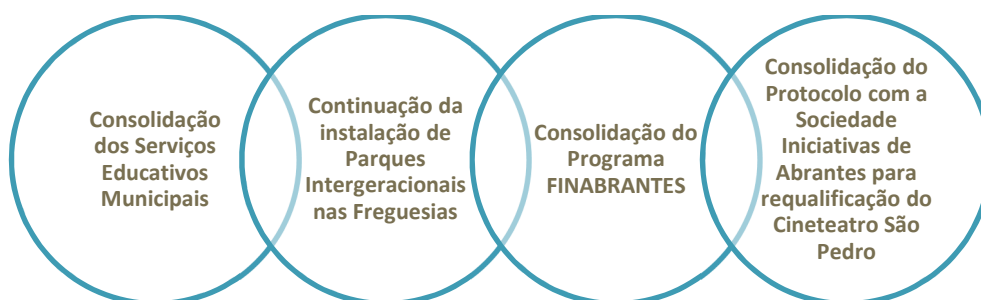 Consolidação
dos Serviços
Educativos
Municipais
Continuação da
instalação de
Parques
Intergeracionais
nas Freguesias
Consolidação do
Programa
FINABRANTES
Consolidação do
Protocolo com a
Sociedade
Iniciativas de
Abrantes para
requalificação do
Cineteatro São
Pedro